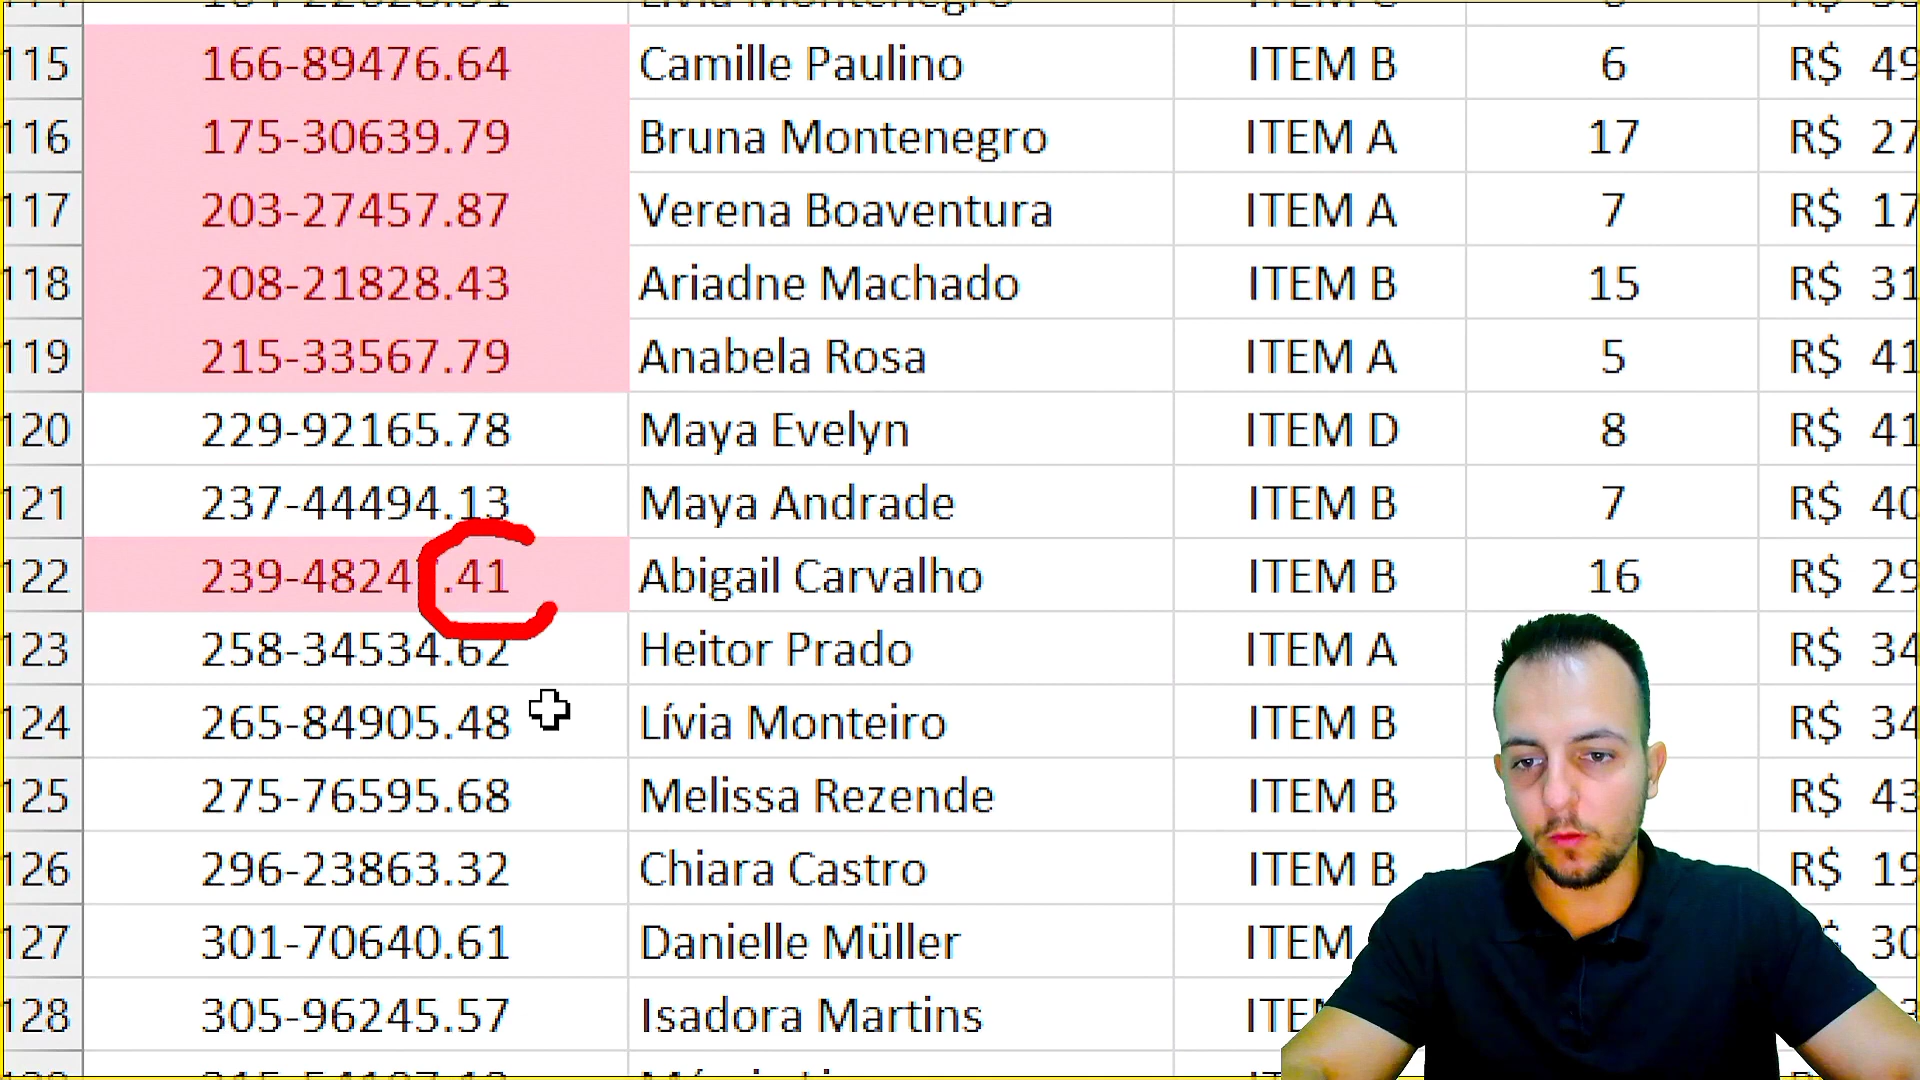 115 166-89476.64 Camille Paulino ITEM B 6 R$ 49
116 175-30639.79 Bruna Montenegro ITEM A 17 R$ 27
117 203-27457.87 Verena Boaventura ITEM A 7 R$ 17
118 208-21828.43 Ariadne Machado ITEM B 15 R$ 31
119 215-33567.79 Anabela Rosa ITEM A 5 R$ 41
120 229-92165.78 Maya Evelyn ITEM D 8 R$ 41
121 237-44494.13 Maya Andrade ITEM B 7 R$ 40
122 239-4824 .41 Abigail Carvalho ITEM B 16 R$ 29
123 258-34534.62 Heitor Prado ITEM A R$ 34
124 265-84905.48 Lívia Monteiro ITEM B R$ 34
125 275-76595.68 Melissa Rezende ITEM B R$ 43
126 296-23863.32 Chiara Castro ITEM B R$ 19
127 301-70640.61 Danielle Müller ITEM 30
128 305-96245.57 Isadora Martins